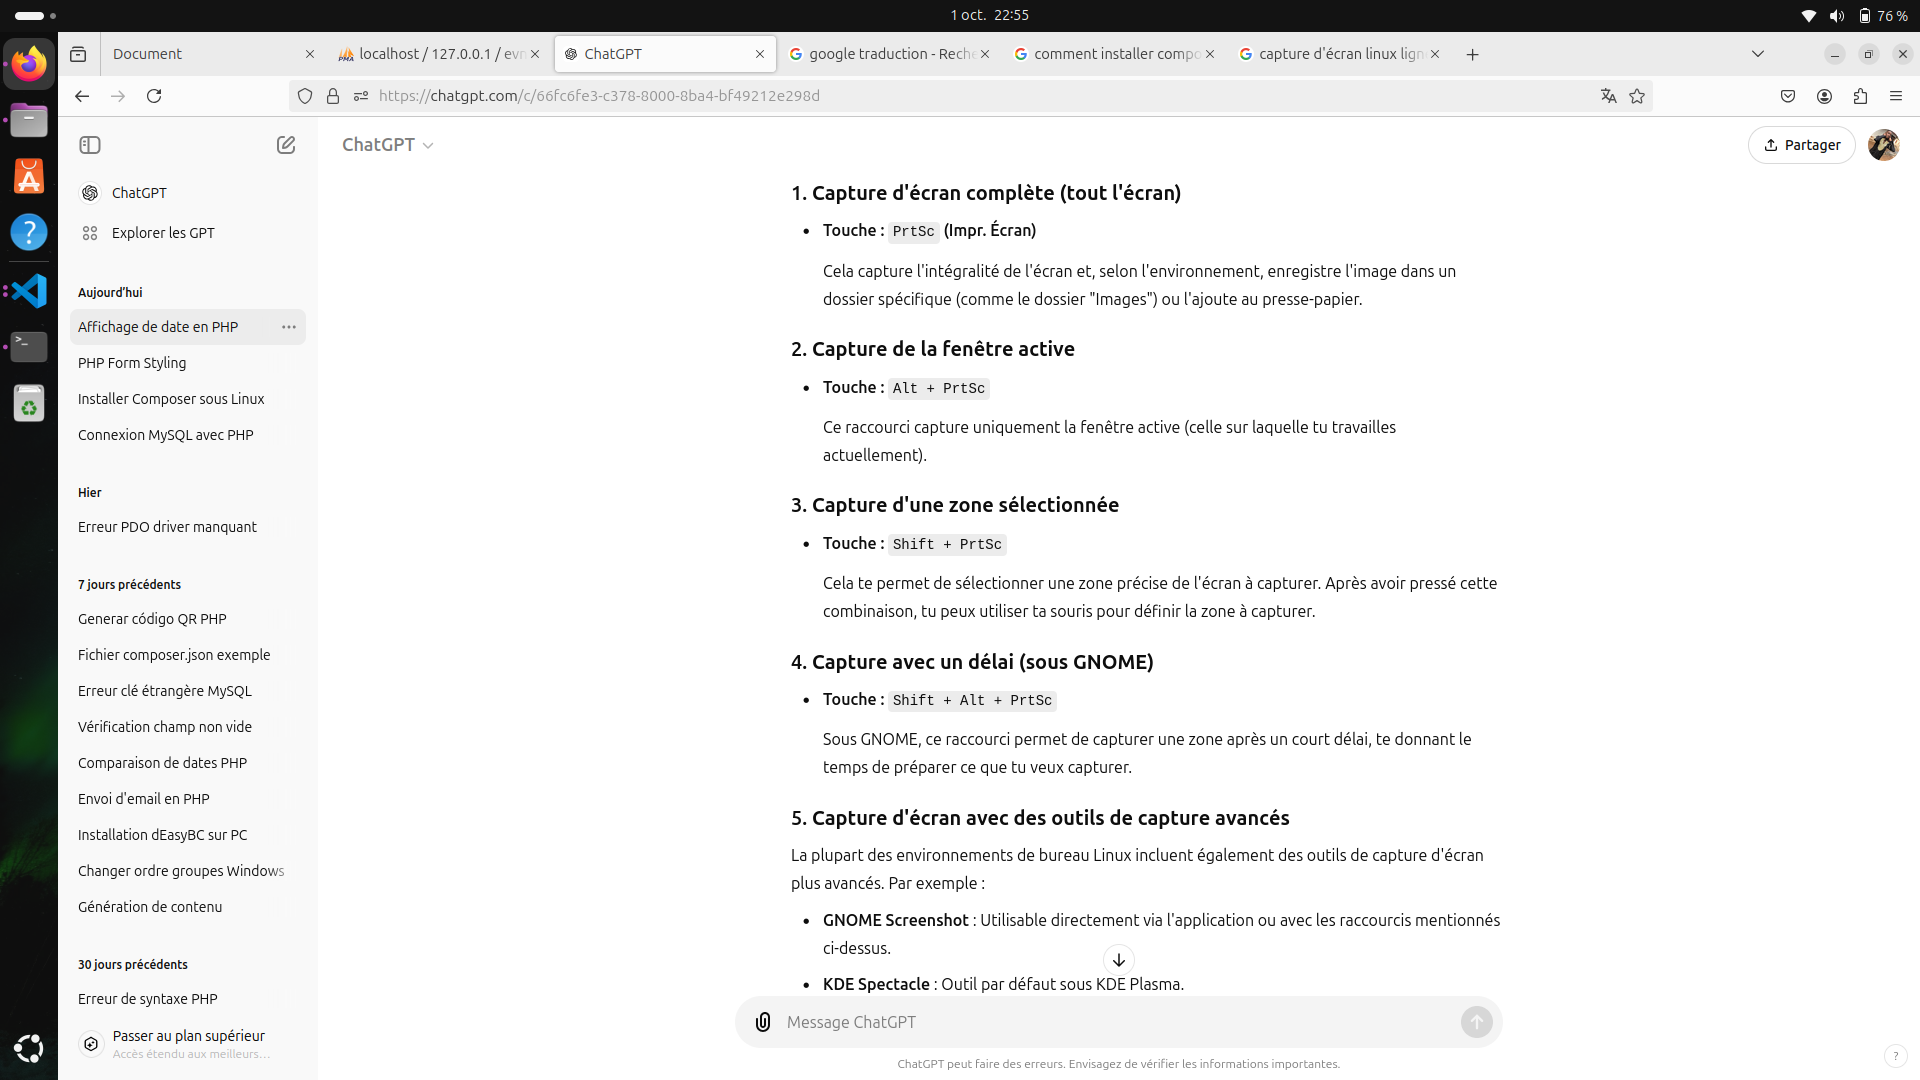 1 oct.  22:55
76 %
Document
localhost / 127.0.0.1 / evn
ChatGPT
google traduction - Reche
comment installer compo
capture d'écran linux lign
https://chatgpt.com/c/66fc6fe3-c378-8000-8ba4-bf49212e298d
ChatGPT
Explorer les GPT
Aujourd’hui
Affichage de date en PHP
PHP Form Styling
Installer Composer sous Linux
Connexion MySQL avec PHP
Hier
Erreur PDO driver manquant
7 jours précédents
Generar código QR PHP
Fichier composer.json exemple
Erreur clé étrangère MySQL
Vérification champ non vide
Comparaison de dates PHP
Envoi d'email en PHP
Installation dEasyBC sur PC
Changer ordre groupes Windows
Génération de contenu
30 jours précédents
Erreur de syntaxe PHP
Passer au plan supérieur
Accès étendu aux meilleurs…
ChatGPT
Partager
1. Capture d'écran complète (tout l'écran)
• Touche : PrtSc (Impr. Écran)
Cela capture l'intégralité de l'écran et, selon l'environnement, enregistre l'image dans un
dossier spécifique (comme le dossier "Images") ou l'ajoute au presse-papier.
2. Capture de la fenêtre active
• Touche : Alt + PrtSc
Ce raccourci capture uniquement la fenêtre active (celle sur laquelle tu travailles
actuellement).
3. Capture d'une zone sélectionnée
• Touche : Shift + PrtSc
Cela te permet de sélectionner une zone précise de l'écran à capturer. Après avoir pressé cette
combinaison, tu peux utiliser ta souris pour définir la zone à capturer.
4. Capture avec un délai (sous GNOME)
• Touche : Shift + Alt + PrtSc
Sous GNOME, ce raccourci permet de capturer une zone après un court délai, te donnant le
temps de préparer ce que tu veux capturer.
5. Capture d'écran avec des outils de capture avancés
La plupart des environnements de bureau Linux incluent également des outils de capture d'écran
plus avancés. Par exemple :
• GNOME Screenshot : Utilisable directement via l'application ou avec les raccourcis mentionnés
ci-dessus.
• KDE Spectacle : Outil par défaut sous KDE Plasma.
Message ChatGPT
ChatGPT peut faire des erreurs. Envisagez de vérifier les informations importantes.
?